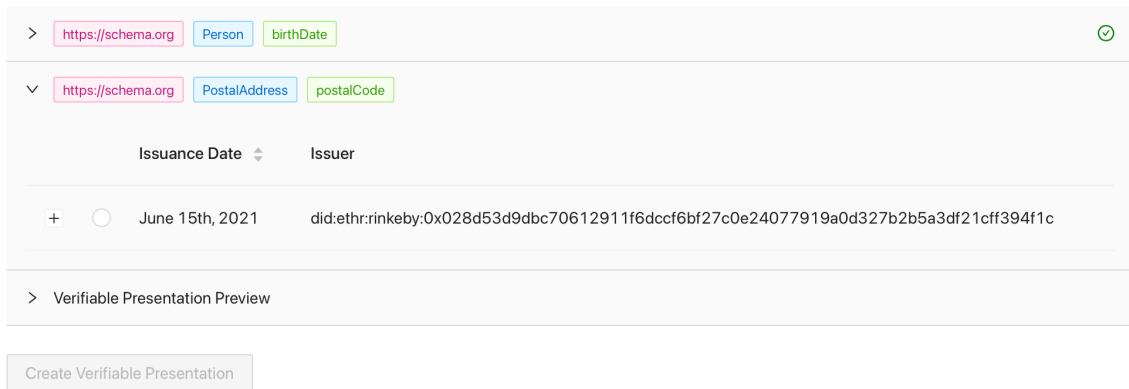 https://schema.org Person birthDate
https://schema.org PostalAddress postalCode
Issuance Date Issuer
June 15th, 2021 did:ethr:rinkeby:0x028d53d9dbc70612911f6dccf6bf27c0e24077919a0d327b2b5a3df21cff394f1c
Verifiable Presentation Preview
Create Verifiable Presentation